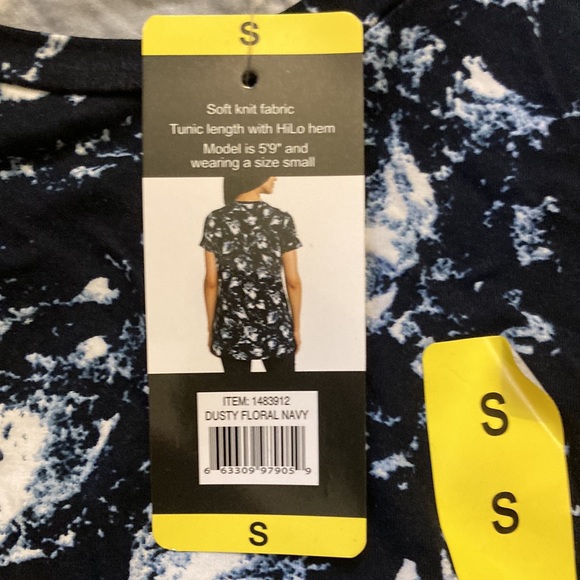 S
Soft knit fabric
Tunic length with HiLo hem
Model is 5'9" and
wearing a size small
ITEM: 1483912
DUSTY FLORAL NAVY
6 63309 97905 9
S
S
S